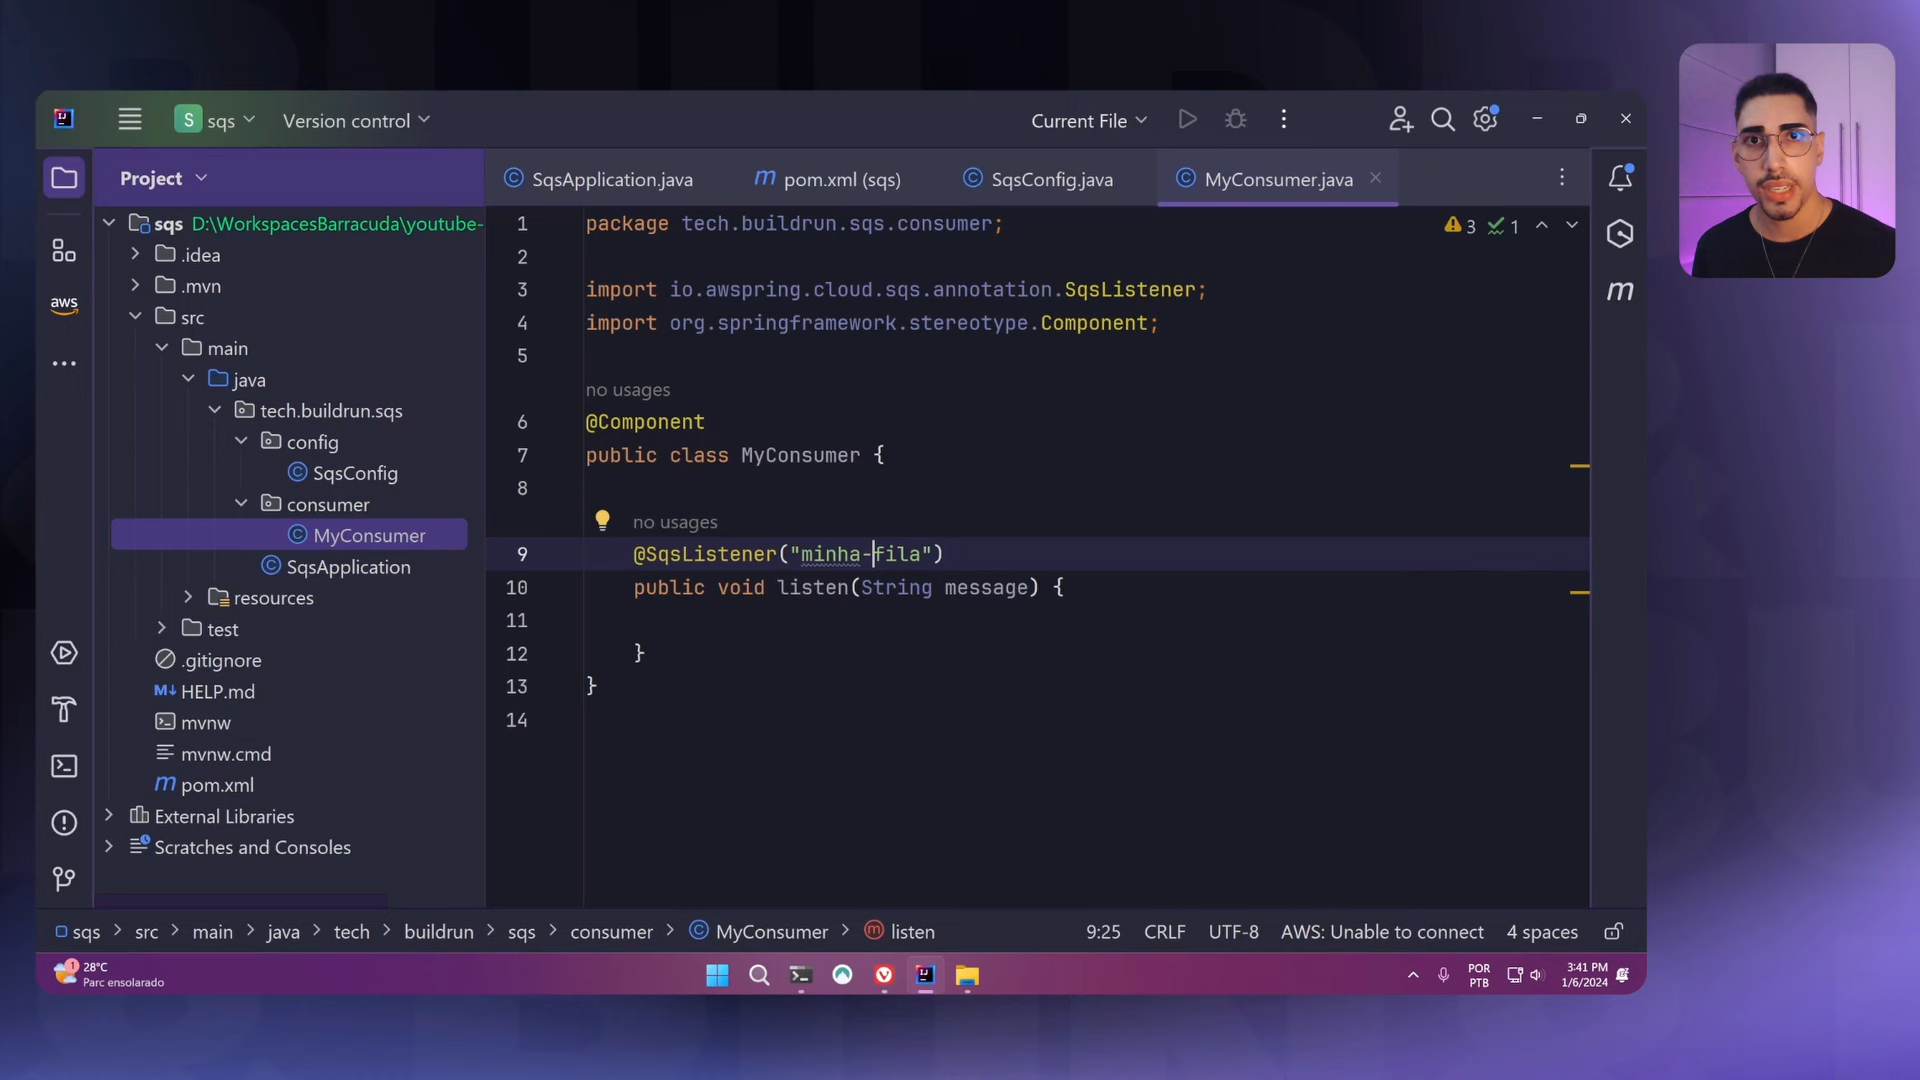 S sqs Version control Current File
Project
SqsApplication.java
pom.xml (sqs)
SqsConfig.java
MyConsumer.java
sqs D:\WorkspacesBarracuda\youtube-
.idea
.mvn
src
main
java
tech.buildrun.sqs
config
SqsConfig
consumer
MyConsumer
SqsApplication
resources
test
.gitignore
M↓ HELP.md
mvnw
mvnw.cmd
m pom.xml
External Libraries
Scratches and Consoles
aws
1 package tech.buildrun.sqs.consumer;
2
3 import io.awspring.cloud.sqs.annotation.SqsListener;
4 import org.springframework.stereotype.Component;
5
no usages
6 @Component
7 public class MyConsumer {
8
no usages
9 @SqsListener("minha-fila")
10 public void listen(String message) {
11
12 }
13 }
14
3 1
m
sqs > src > main > java > tech > buildrun > sqs > consumer > MyConsumer > listen
9:25 CRLF UTF-8 AWS: Unable to connect 4 spaces
1 28°C
Parc ensolarado
POR
PTB
3:41 PM
1/6/2024